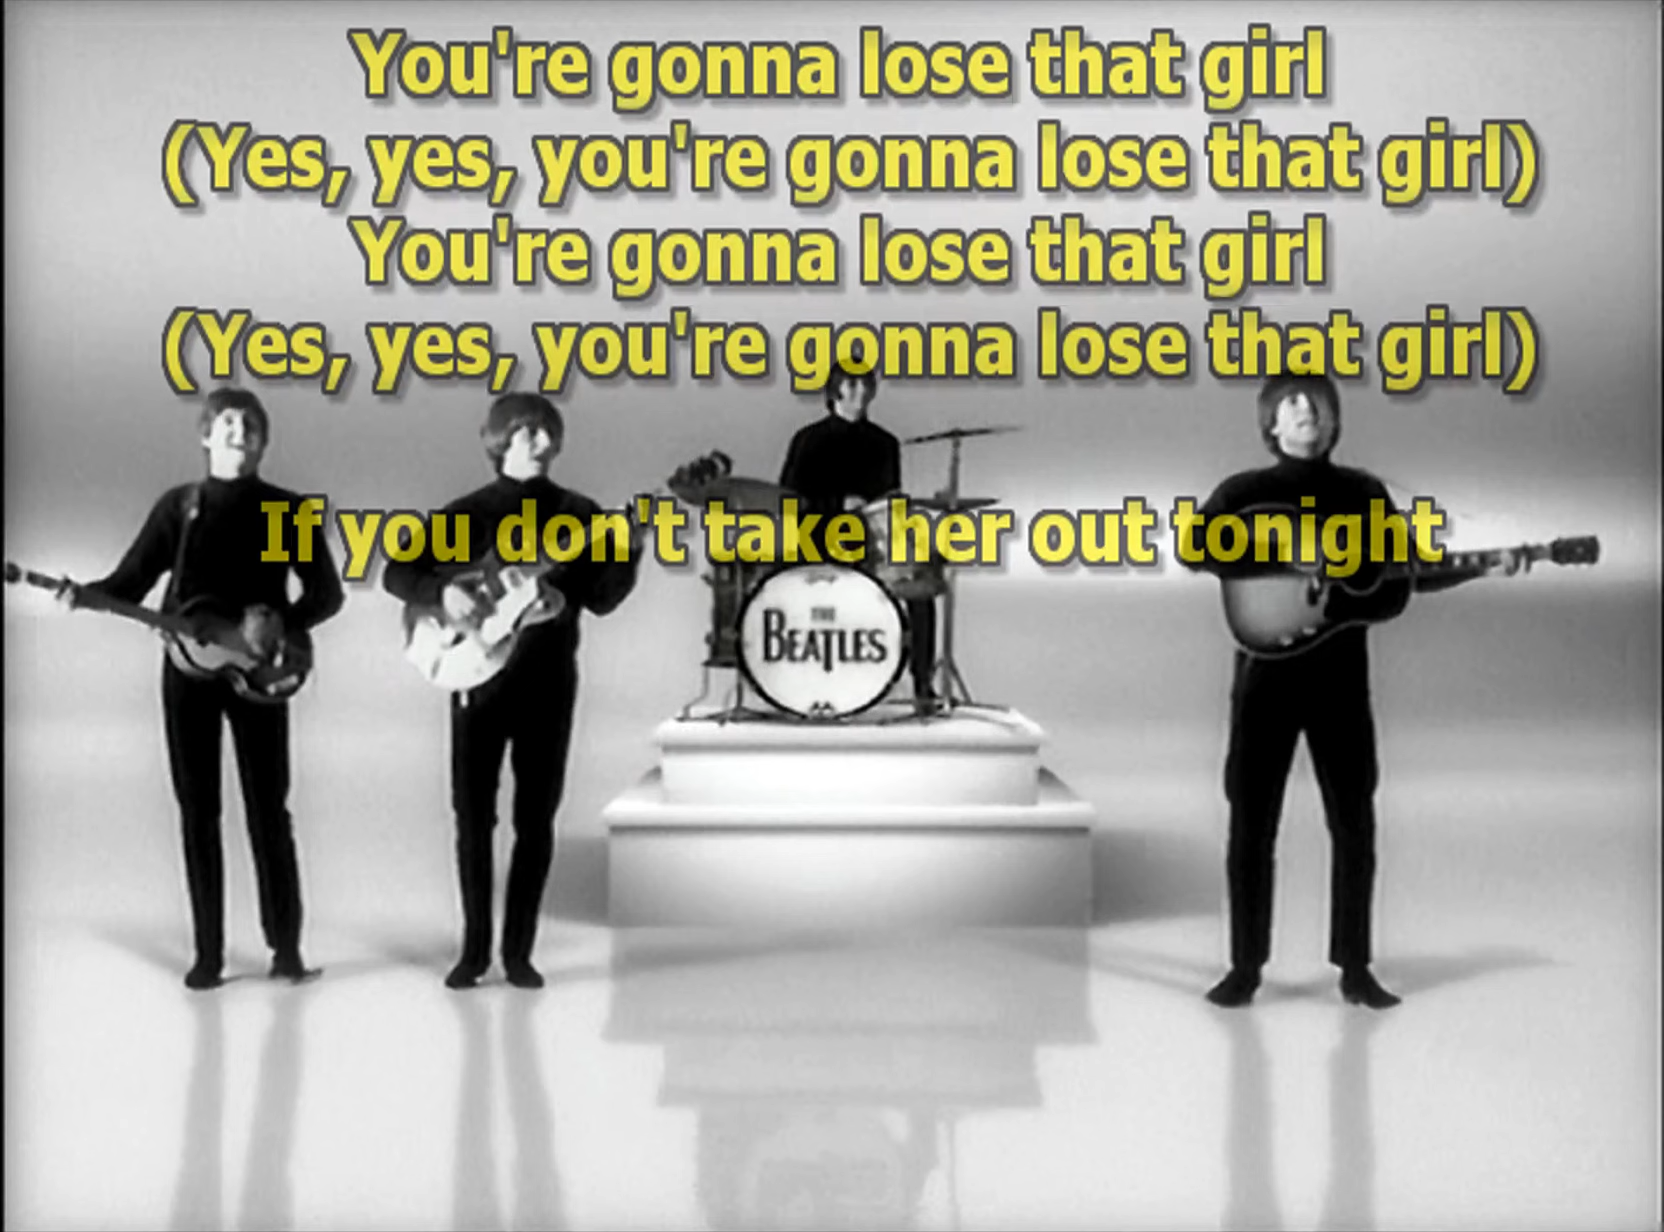 You're gonna lose that girl
(Yes, yes, you're gonna lose that girl)
You're gonna lose that girl
(Yes, yes, you're gonna lose that girl)
If you don't take her out tonight
THE
BEATLES